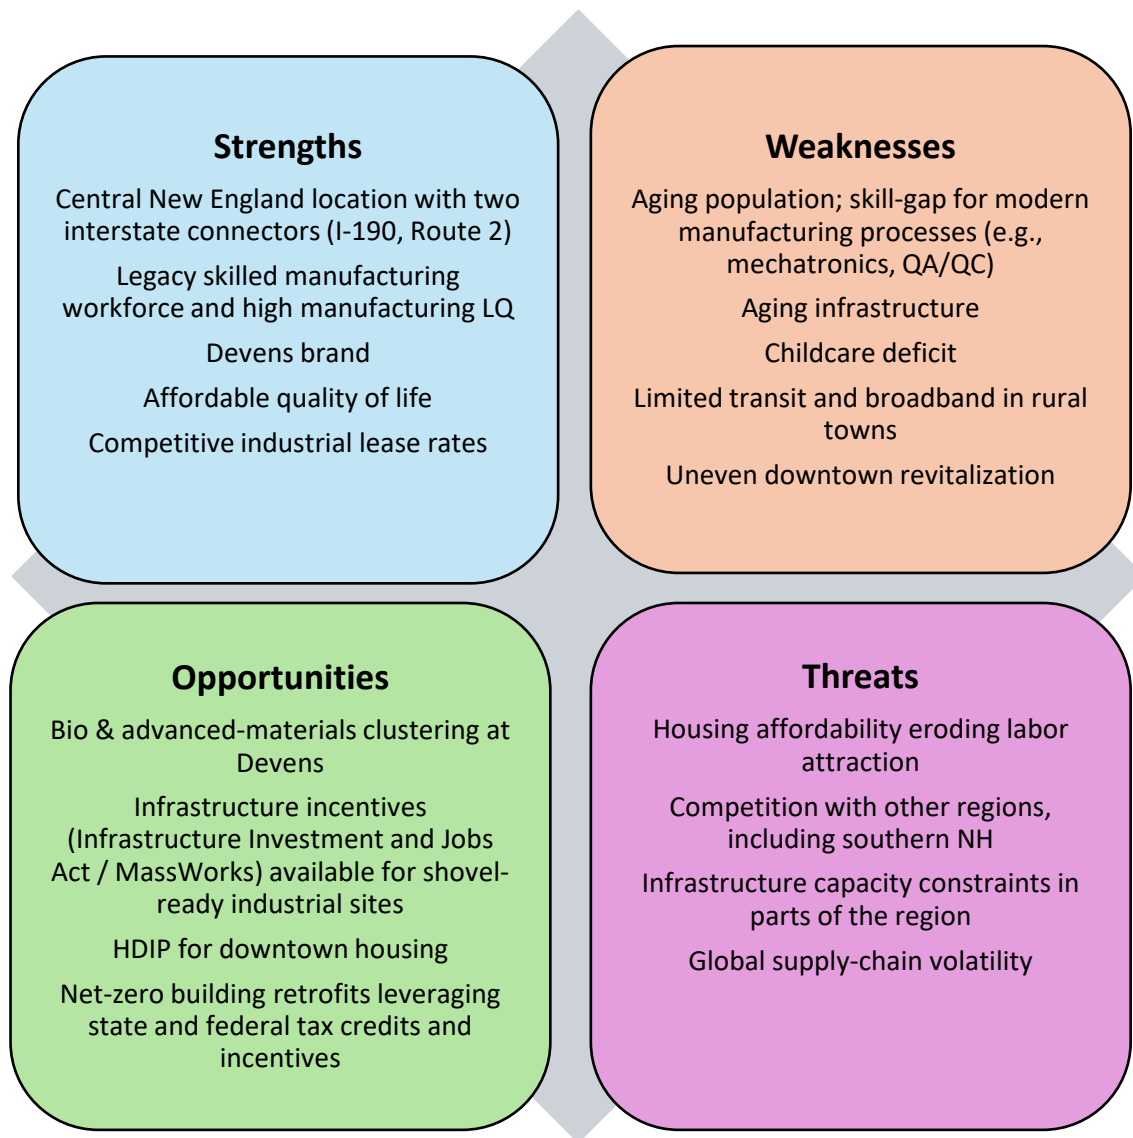 Strengths
Central New England location with two
interstate connectors (I-190, Route 2)
Legacy skilled manufacturing
workforce and high manufacturing LQ
Devens brand
Affordable quality of life
Competitive industrial lease rates
Weaknesses
Aging population; skill-gap for modern
manufacturing processes (e.g.,
mechatronics, QA/QC)
Aging infrastructure
Childcare deficit
Limited transit and broadband in rural
towns
Uneven downtown revitalization
Opportunities
Bio & advanced-materials clustering at
Devens
Infrastructure incentives
(Infrastructure Investment and Jobs
Act / MassWorks) available for shovel-
ready industrial sites
HDIP for downtown housing
Net-zero building retrofits leveraging
state and federal tax credits and
incentives
Threats
Housing affordability eroding labor
attraction
Competition with other regions,
including southern NH
Infrastructure capacity constraints in
parts of the region
Global supply-chain volatility